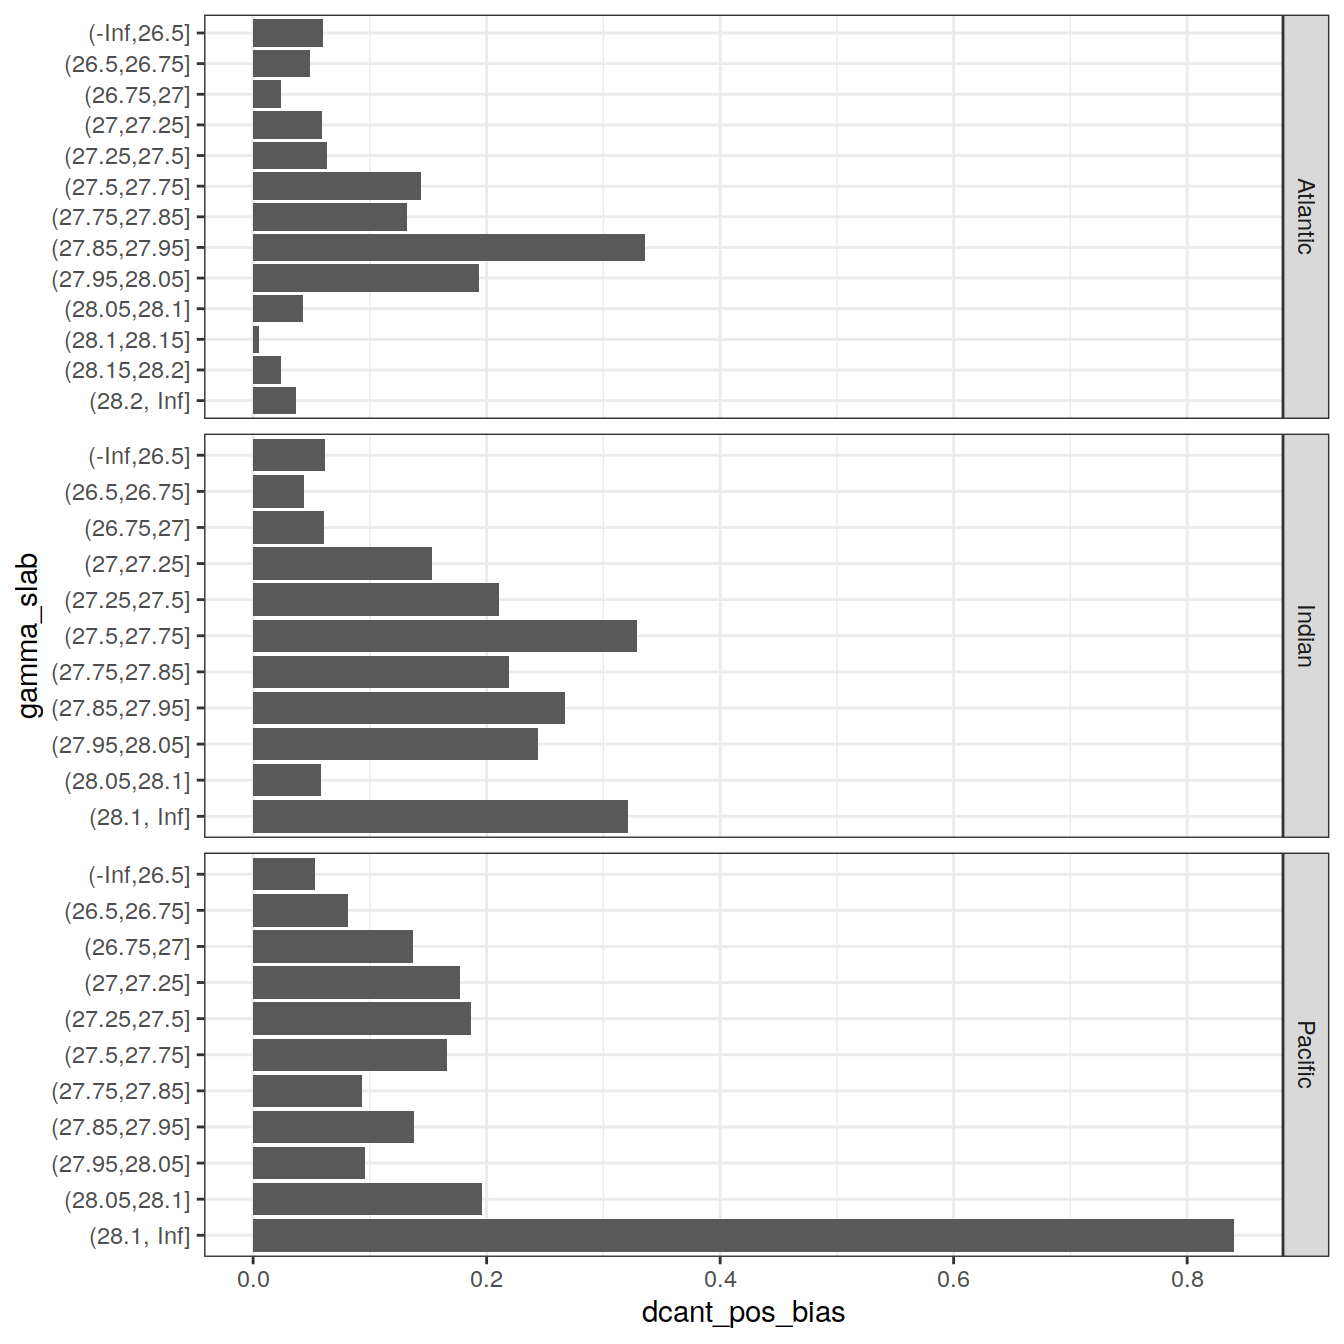 (-Inf,26.5]
(26.5,26.75]
(26.75,27]
(27,27.25]
(27.25,27.5]
(27.5,27.75]
(27.75,27.85]
(27.85,27.95]
(27.95,28.05]
(28.05,28.1]
(28.1,28.15]
(28.15,28.2]
(28.2, Inf]
Atlantic
(-Inf,26.5]
(26.5,26.75]
(26.75,27]
(27,27.25]
(27.25,27.5]
(27.5,27.75]
(27.75,27.85]
(27.85,27.95]
(27.95,28.05]
(28.05,28.1]
(28.1, Inf]
Indian
(-Inf,26.5]
(26.5,26.75]
(26.75,27]
(27,27.25]
(27.25,27.5]
(27.5,27.75]
(27.75,27.85]
(27.85,27.95]
(27.95,28.05]
(28.05,28.1]
(28.1, Inf]
Pacific
gamma_slab
0.0 0.2 0.4 0.6 0.8
dcant_pos_bias